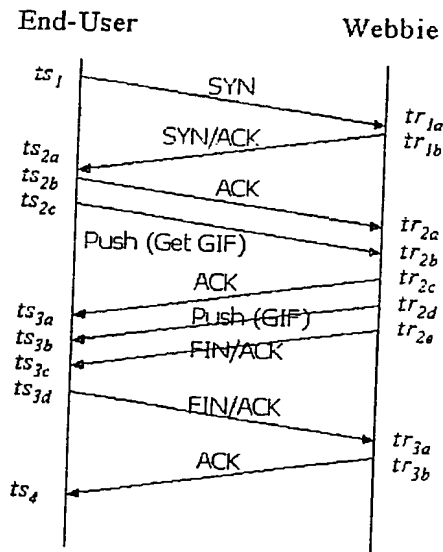 End-User Webbie
ts1
SYN
tr1a
SYN/ACK
tr1b
ts2a
ts2b
ACK
ts2c
tr2a
Push (Get GIF)
tr2b
ACK
tr2c
ts3a
Push (GIF)
tr2d
ts3b
FIN/ACK
tr2e
ts3c
ts3d
FIN/ACK
tr3a
ACK
tr3b
ts4